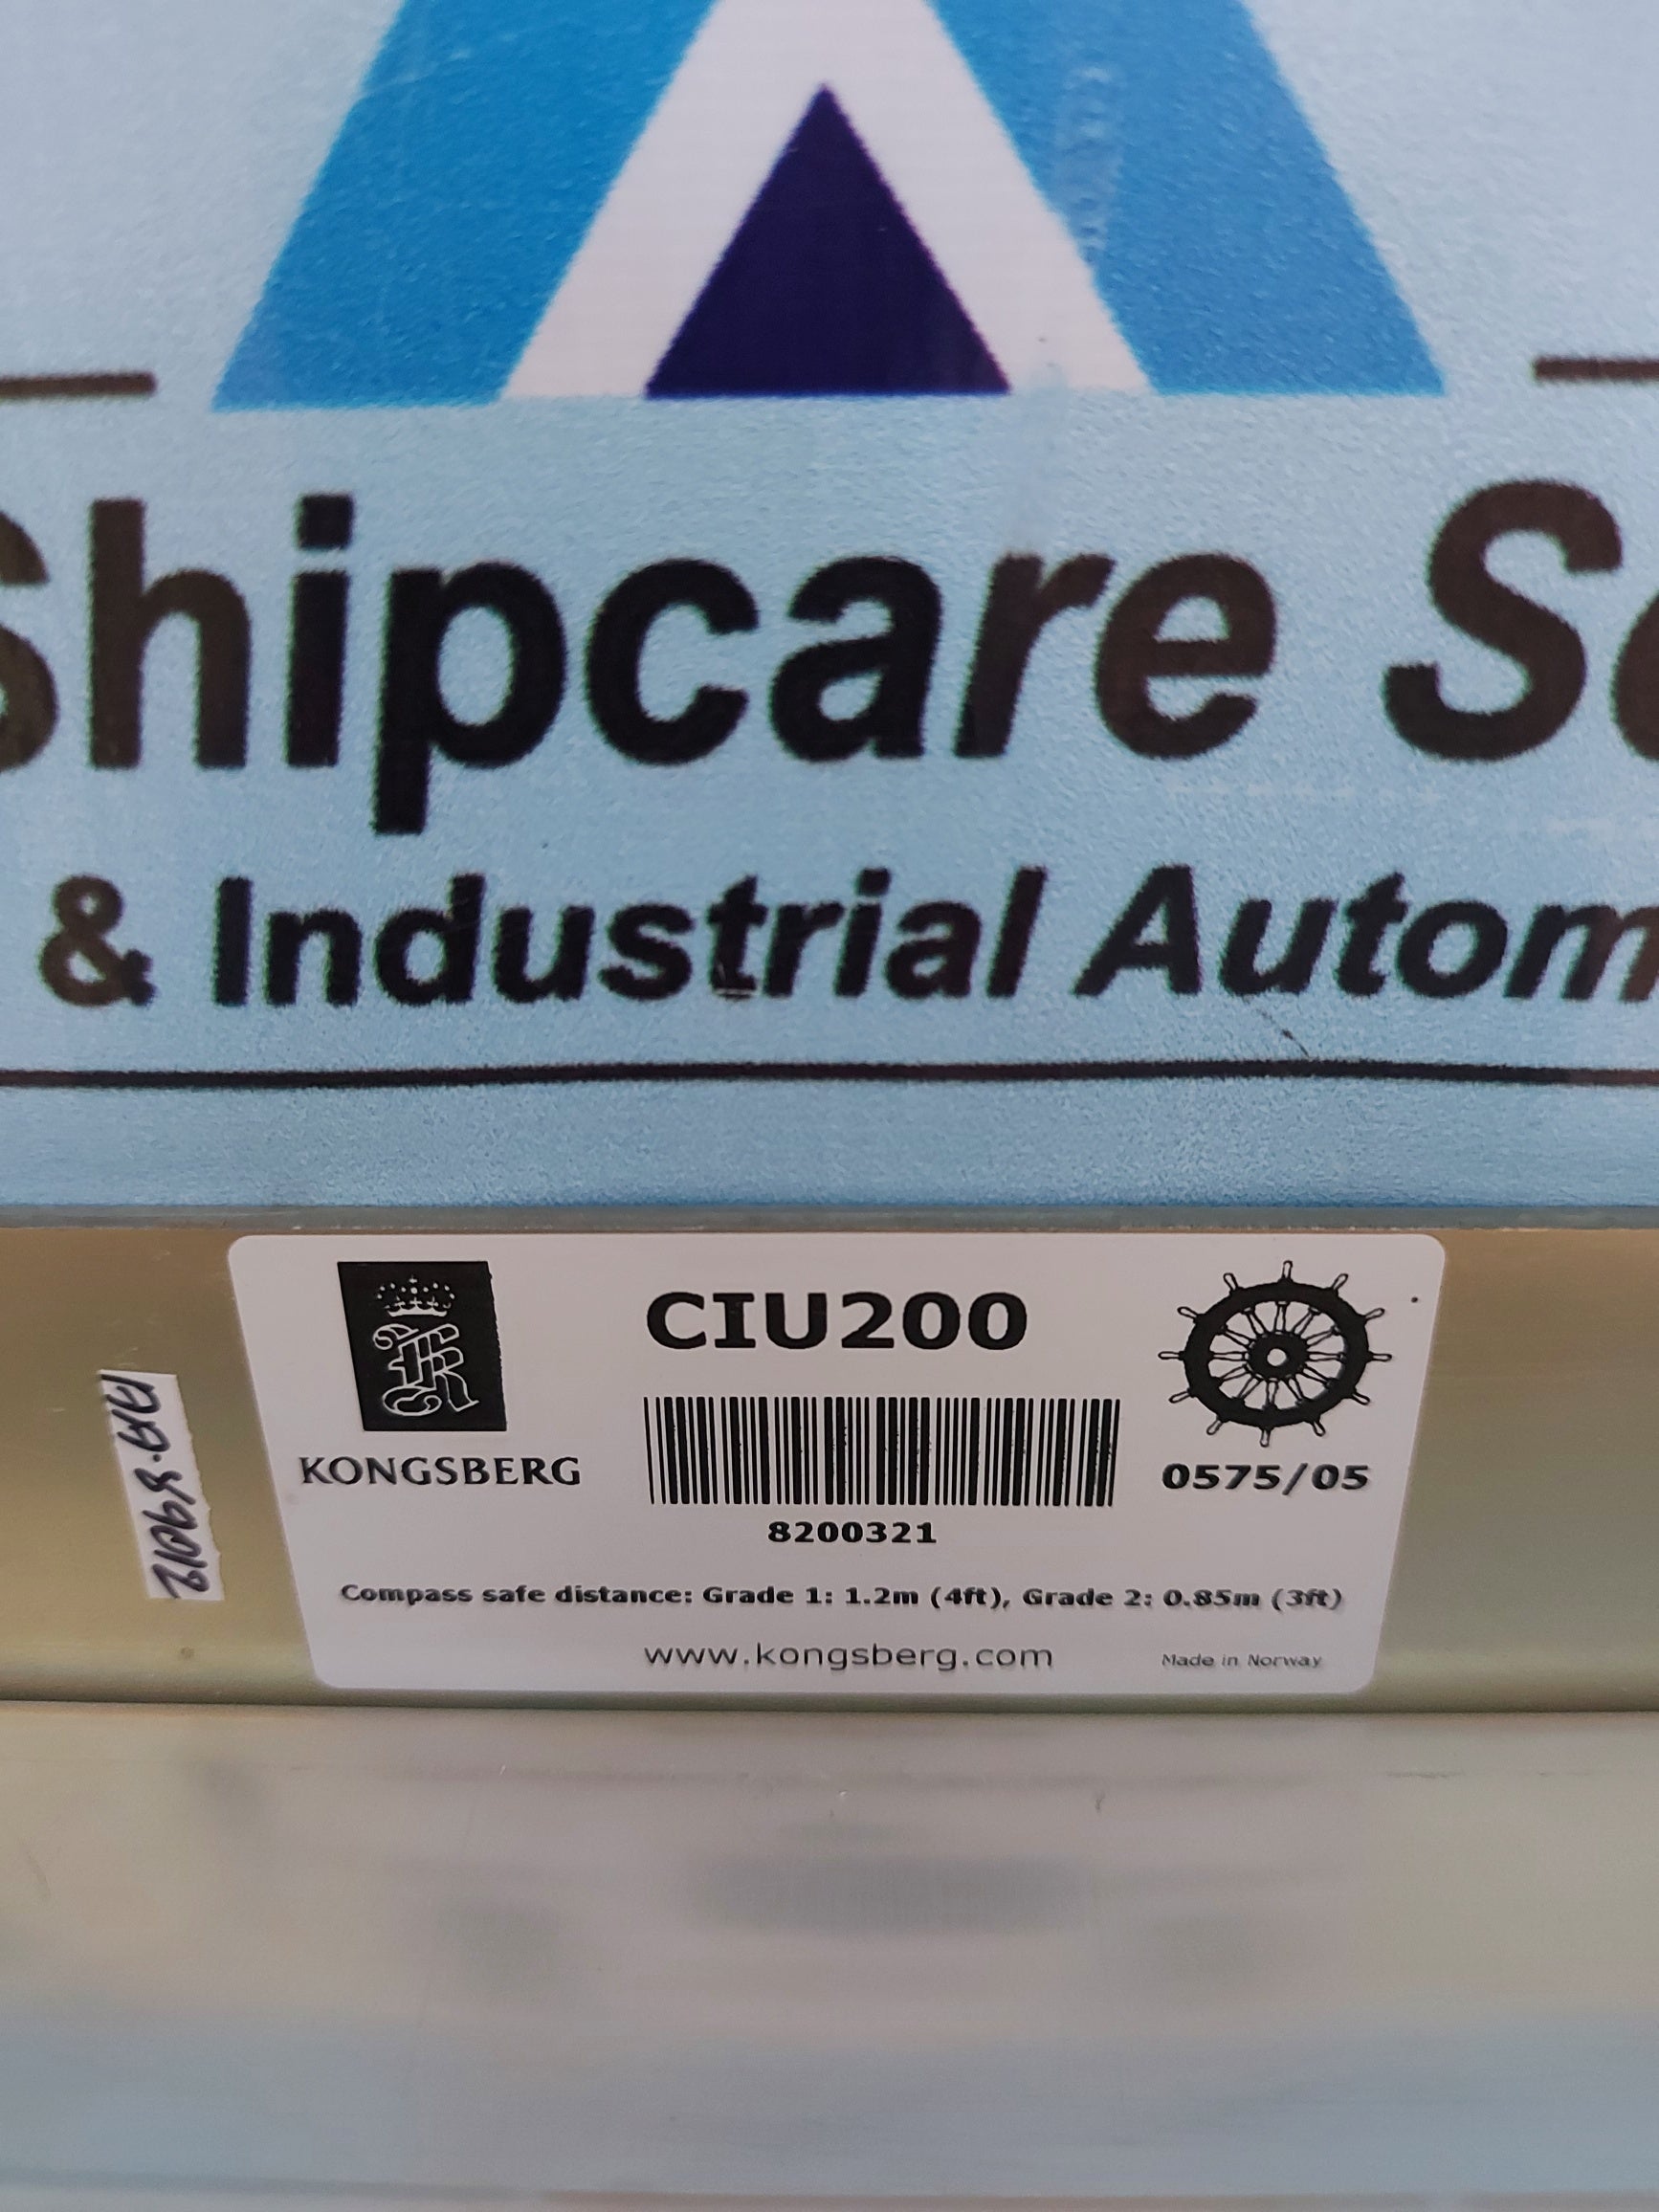 Shipcare Se
& Industrial Autom
CIU200
KONGSBERG
0575/05
8200321
Compass safe distance: Grade 1: 1.2m (4ft), Grade 2: 0.85m (3ft)
www.kongsberg.com
Made in Norway